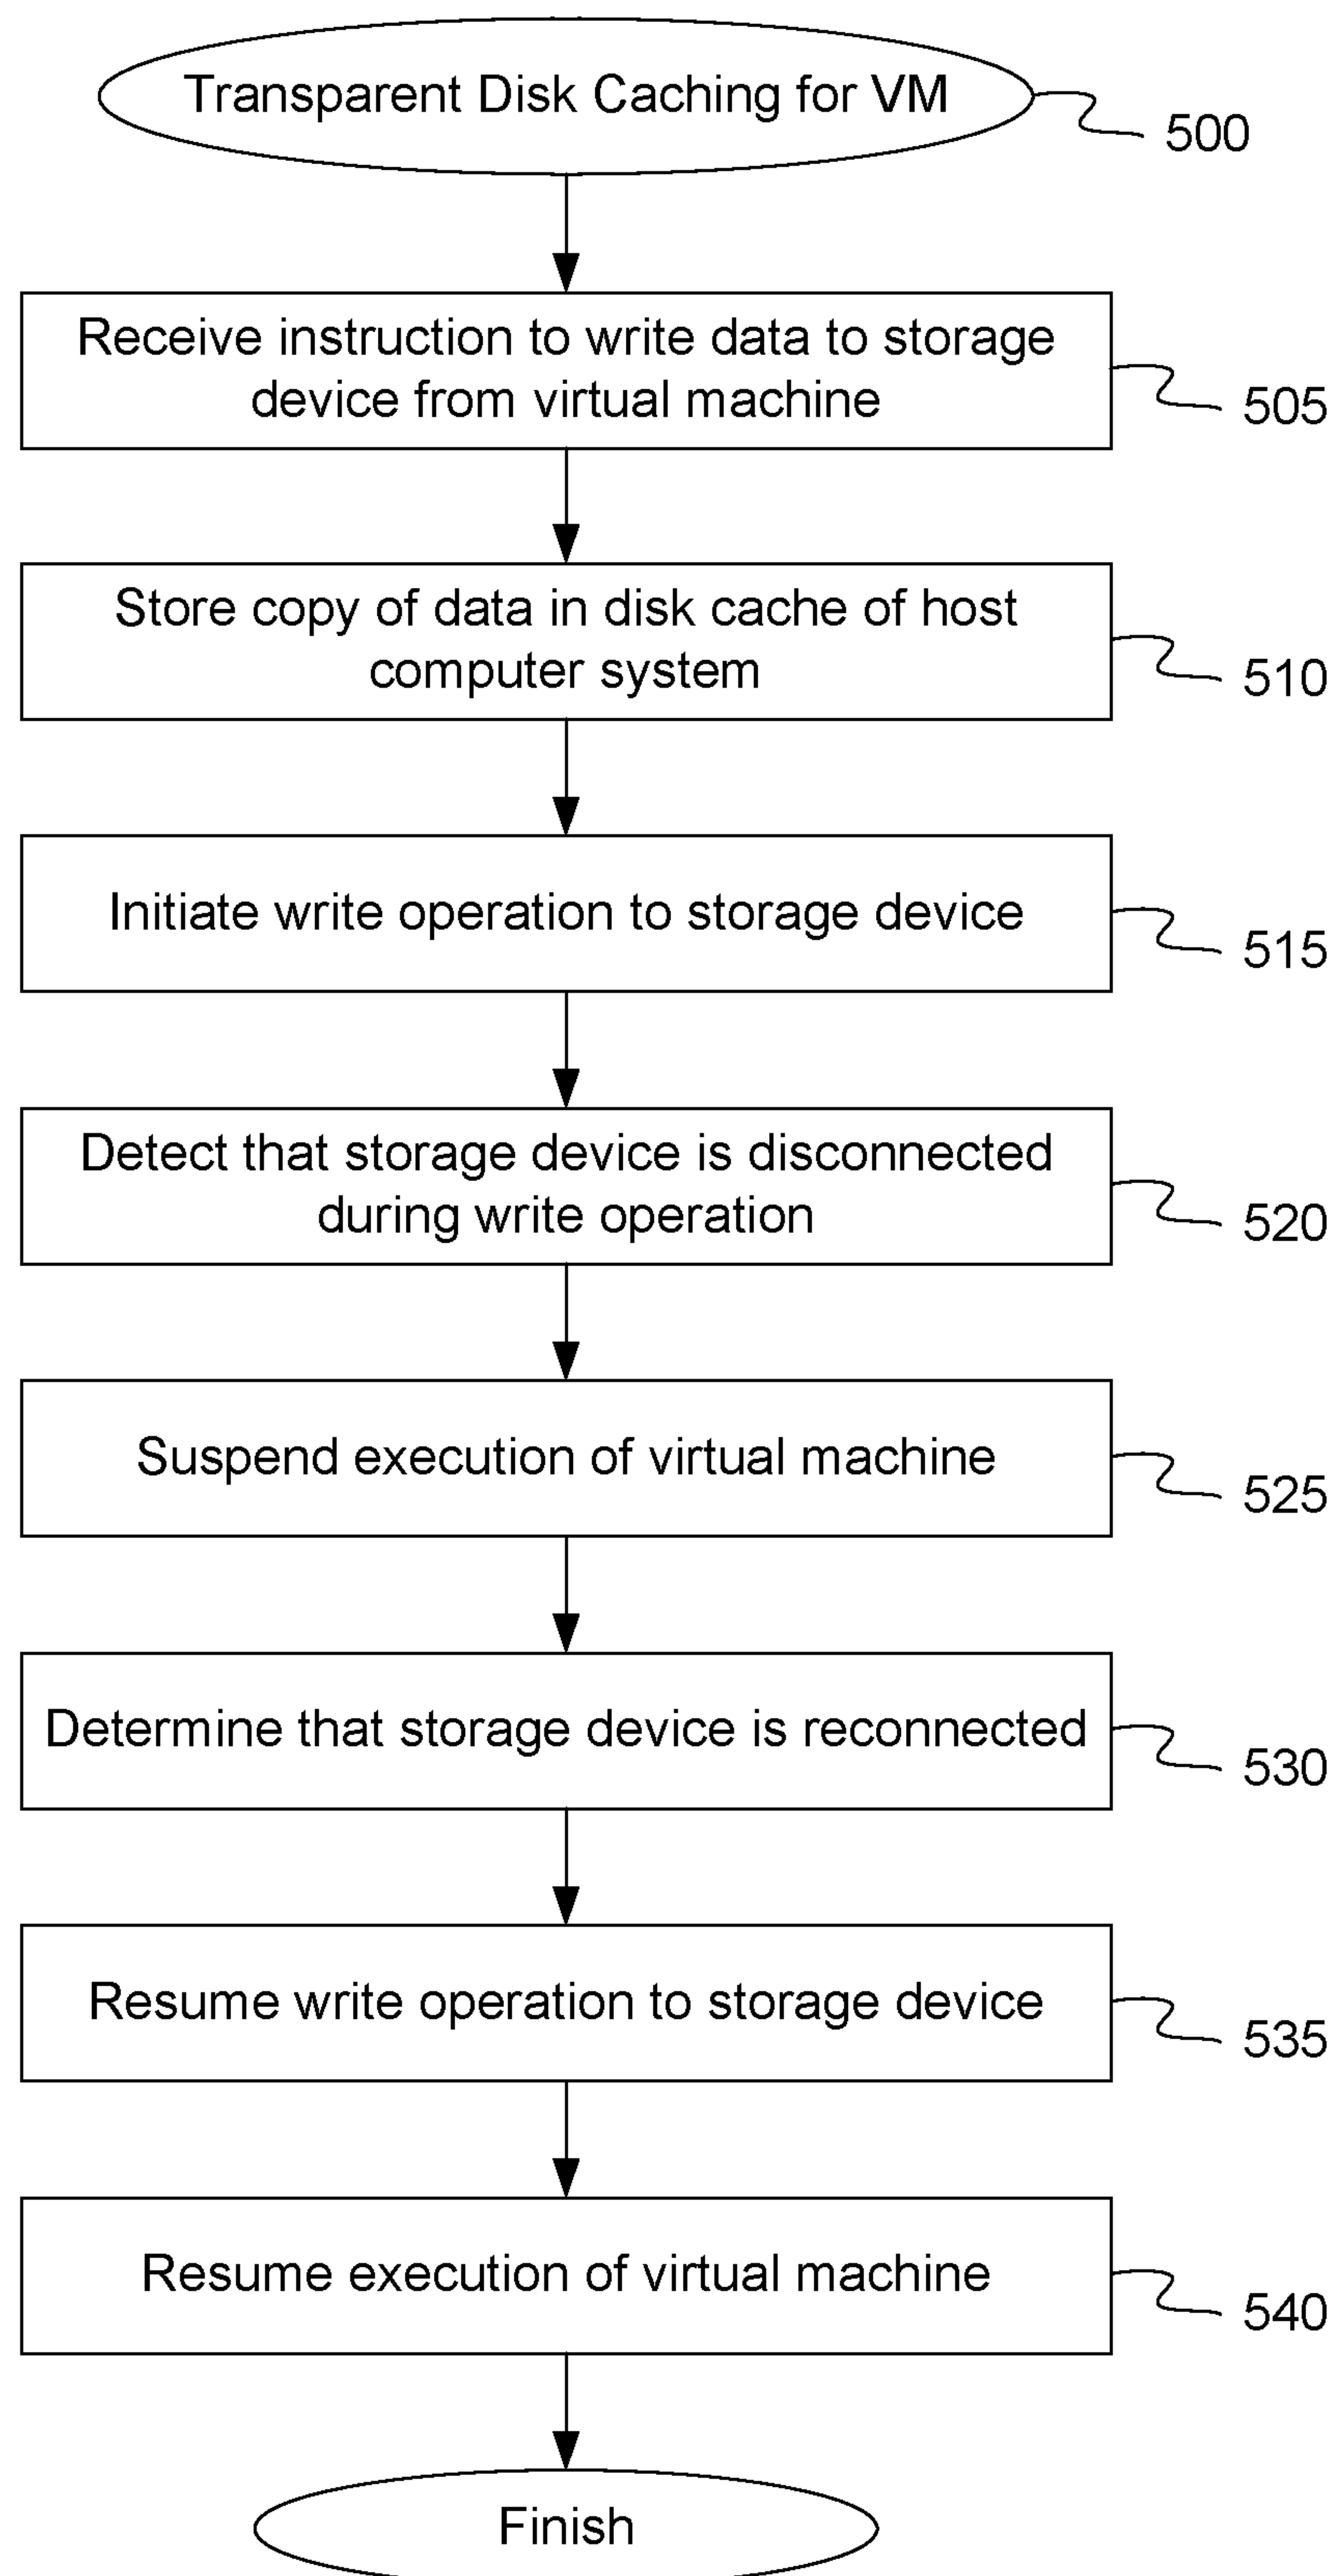 Transparent Disk Caching for VM
500
Receive instruction to write data to storage
device from virtual machine
505
Store copy of data in disk cache of host
computer system
510
Initiate write operation to storage device
515
Detect that storage device is disconnected
during write operation
520
Suspend execution of virtual machine
525
Determine that storage device is reconnected
530
Resume write operation to storage device
535
Resume execution of virtual machine
540
Finish